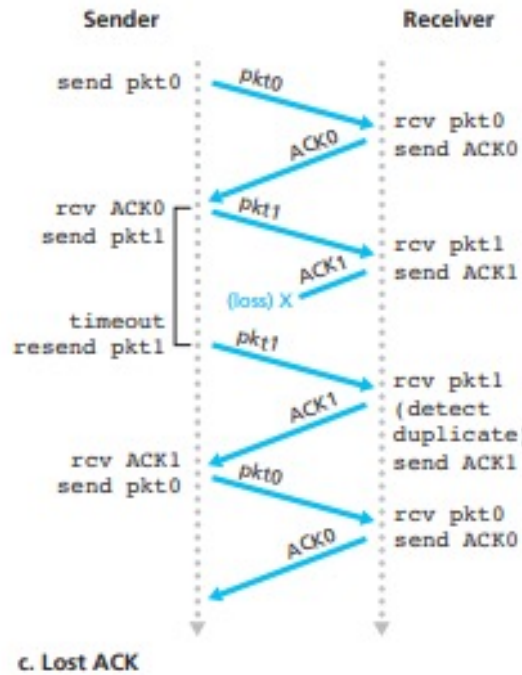 Sender
Receiver
send pkt0
pkt0
rcv pkt0
send ACK0
ACK0
rcv ACK0
send pkt1
pkt1
rcv pkt1
send ACK1
ACK1
(loss) X
timeout
resend pkt1
pkt1
rcv pkt1
(detect
duplicate
send ACK1
ACK1
rcv ACK1
send pkt0
pkt0
rcv pkt0
send ACK0
ACK0
c. Lost ACK